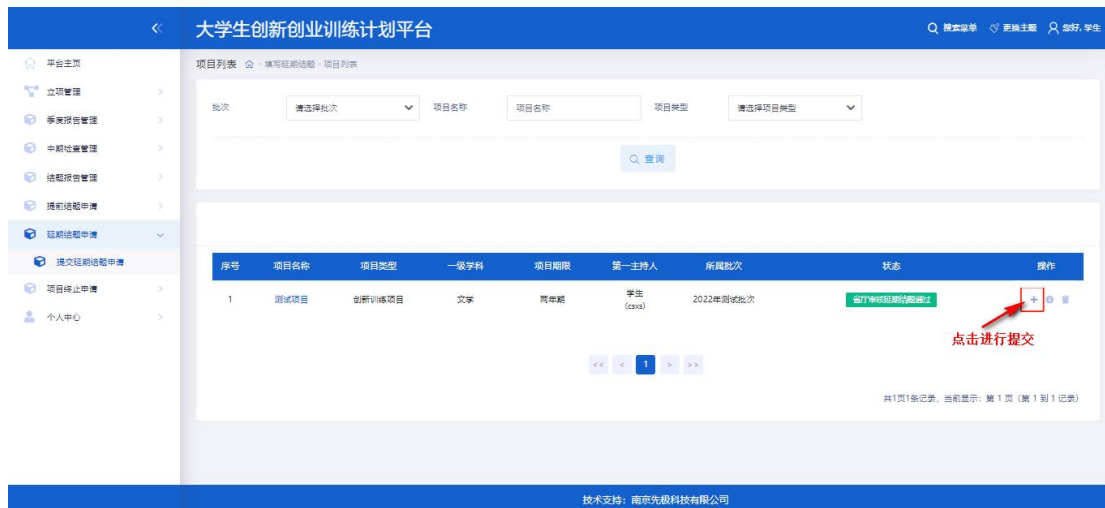 大学生创新创业训练计划平台
搜索菜单 更换主题 您好, 学生
平台主页
立项管理
季度报告管理
中期检查管理
结题报告管理
提前结题申请
延期结题申请
提交延期结题申请
项目终止申请
个人中心
项目列表 - 填写延期结题 - 项目列表
批次 请选择批次 项目名称 项目名称 项目类型 请选择项目类型
查询
序号 项目名称 项目类型 一级学科 项目期限 第一主持人 所属批次 状态 操作
1 测试项目 创新训练项目 文学 两年期 学生 2022年测试批次 省厅审核延期结题通过
(csxs)
点击进行提交
<< < 1 > >>
共1页1条记录, 当前显示: 第 1 页 (第 1 到 1 记录)
技术支持: 南京先极科技有限公司